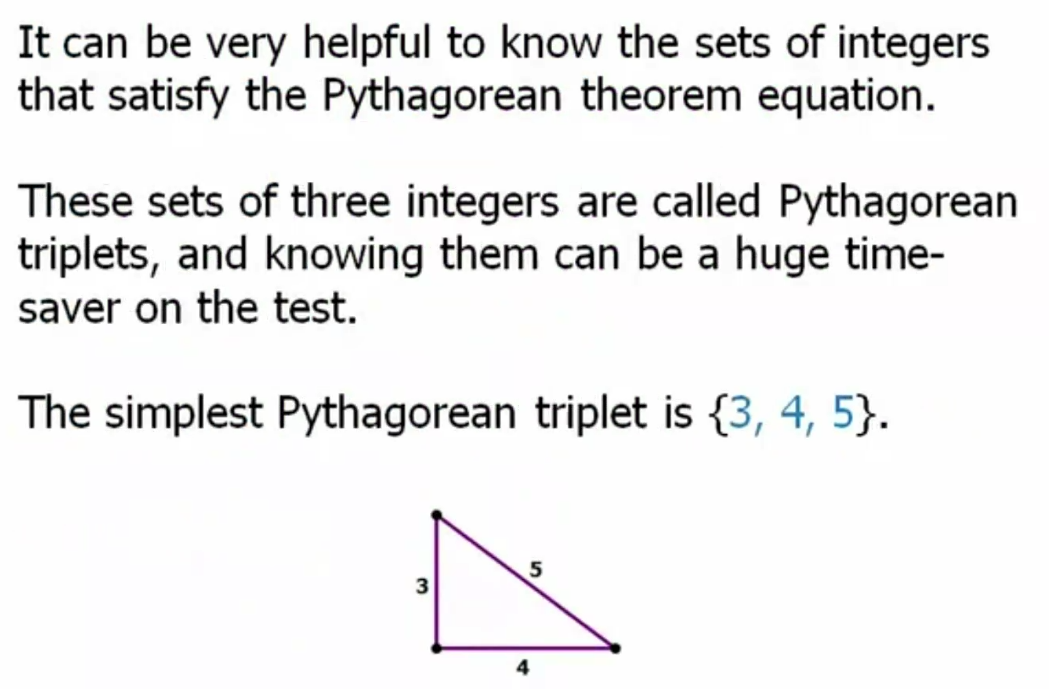 It can be very helpful to know the sets of integers
that satisfy the Pythagorean theorem equation.
These sets of three integers are called Pythagorean
triplets, and knowing them can be a huge time-
saver on the test.
The simplest Pythagorean triplet is {3, 4, 5}.
5
3
4